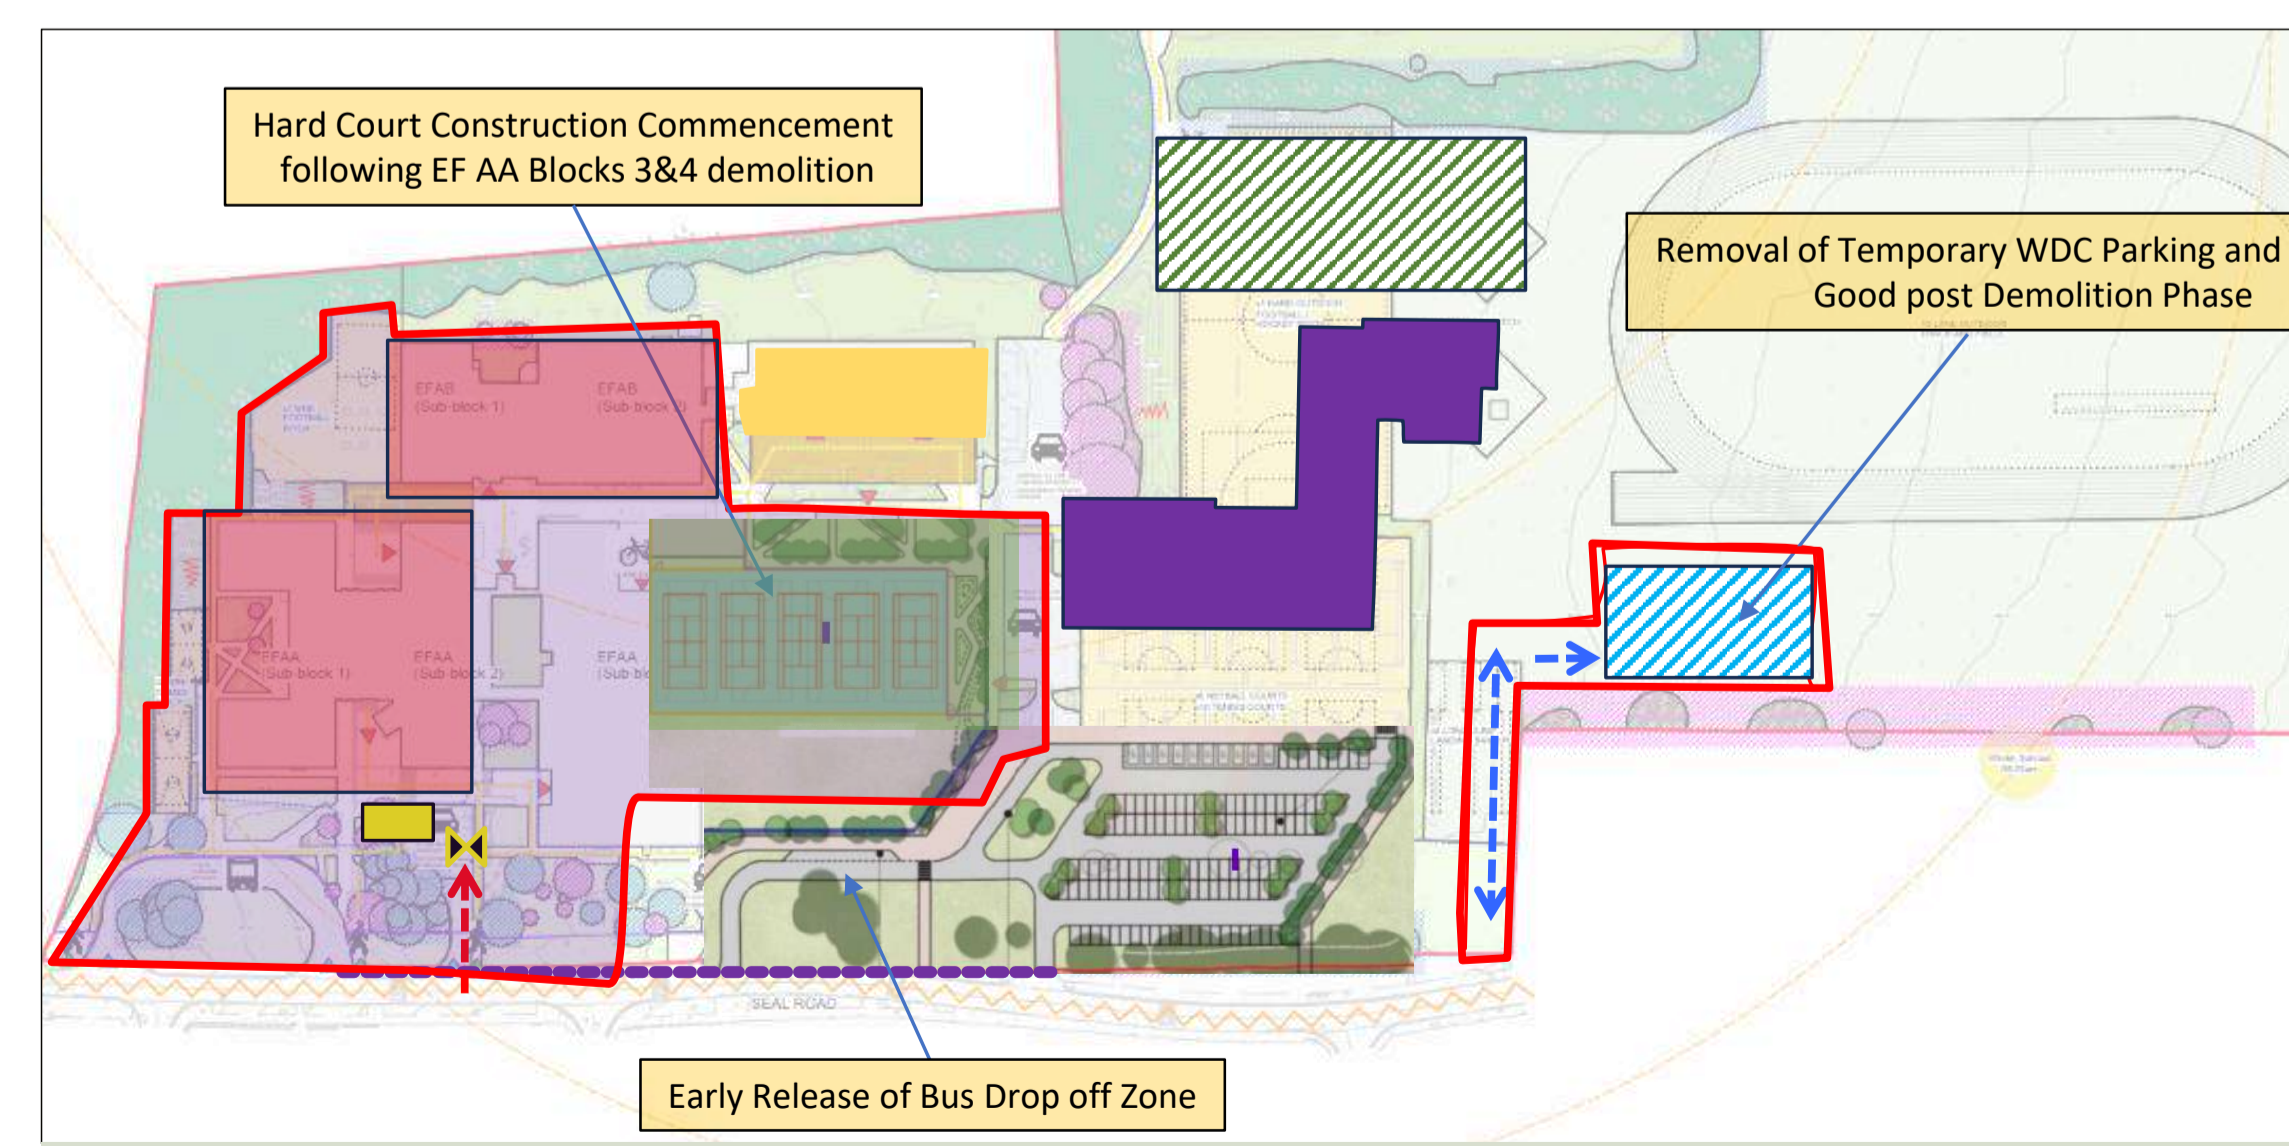 Hard Court Construction Commencement
following EF AA Blocks 3&4 demolition
Removal of Temporary WDC Parking and
Good post Demolition Phase
EFAB
(Sub-block 1)
EFAB
(Sub-block 2)
EFAA
(Sub-block 1)
EFAA
(Sub-block 2)
EFAA
(Sub-b
SEAL ROAD
Early Release of Bus Drop off Zone